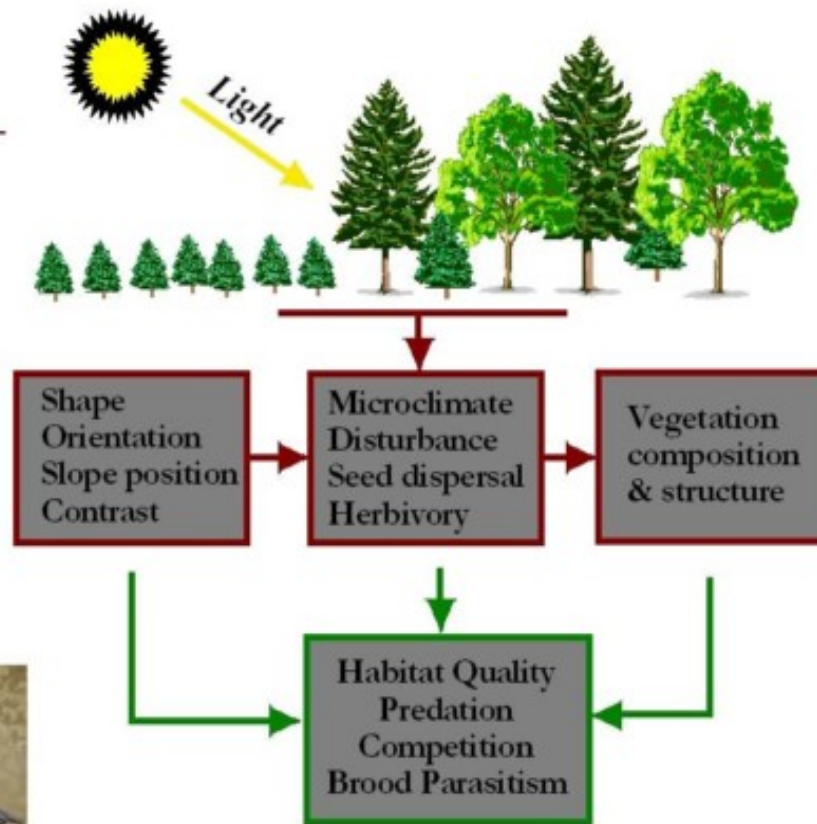 Light
Shape
Orientation
Slope position
Contrast
Microclimate
Disturbance
Seed dispersal
Herbivory
Vegetation
composition
& structure
Habitat Quality
Predation
Competition
Brood Parasitism